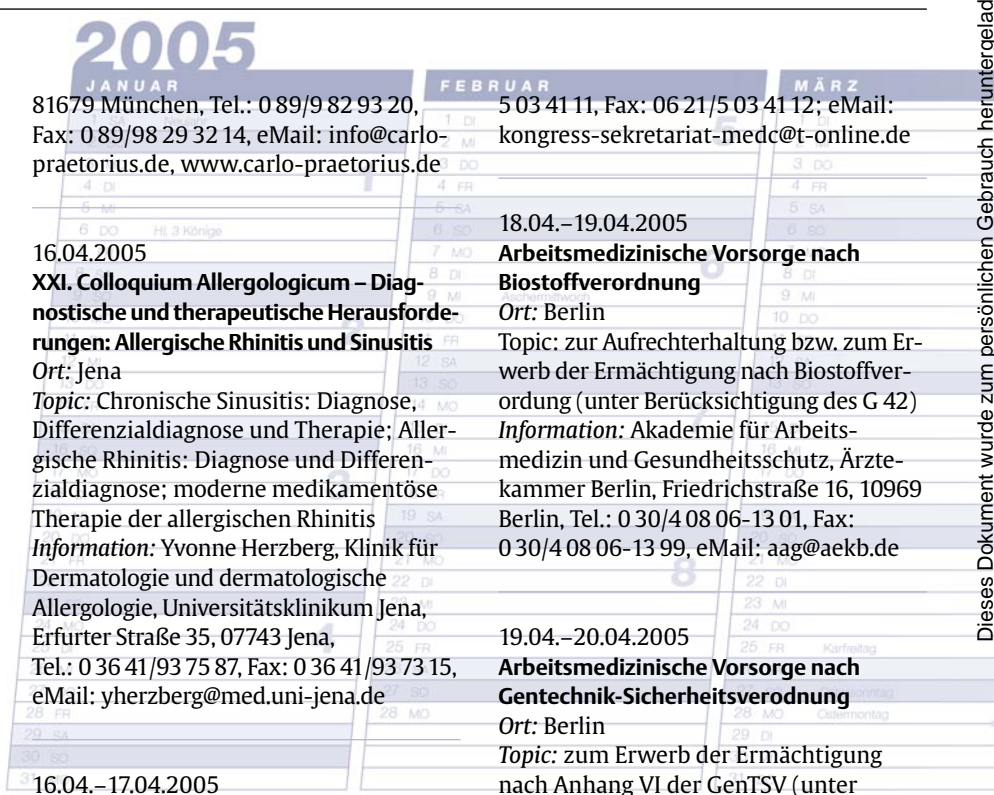 2005
JANUAR
FEBRUAR
MÄRZ
81679 München, Tel.: 0 89/9 82 93 20,
Fax: 0 89/98 29 32 14, eMail: info@carlo-
praetorius.de, www.carlo-praetorius.de
16.04.2005
XXI. Colloquium Allergologicum – Diag-
nostische und therapeutische Herausforde-
rungen: Allergische Rhinitis und Sinusitis
Ort: Jena
Topic: Chronische Sinusitis: Diagnose,
Differenzialdiagnose und Therapie; Aller-
gische Rhinitis: Diagnose und Differen-
zialdiagnose; moderne medikamentöse
Therapie der allergischen Rhinitis
Information: Yvonne Herzberg, Klinik für
Dermatologie und dermatologische
Allergologie, Universitätsklinikum Jena,
Erfurter Straße 35, 07743 Jena,
Tel.: 0 36 41/93 75 87, Fax: 0 36 41/93 73 15,
eMail: yherzberg@med.uni-jena.de
16.04.–17.04.2005
5 03 41 11, Fax: 06 21/5 03 41 12; eMail:
kongress-sekretariat-medc@t-online.de
18.04.–19.04.2005
Arbeitsmedizinische Vorsorge nach
Biostoffverordnung
Ort: Berlin
Topic: zur Aufrechterhaltung bzw. zum Er-
werb der Ermächtigung nach Biostoffver-
ordung (unter Berücksichtigung des G 42)
Information: Akademie für Arbeits-
medizin und Gesundheitsschutz, Ärzte-
kammer Berlin, Friedrichstraße 16, 10969
Berlin, Tel.: 0 30/4 08 06-13 01, Fax:
0 30/4 08 06-13 99, eMail: aag@aekb.de
19.04.–20.04.2005
Arbeitsmedizinische Vorsorge nach
Gentechnik-Sicherheitsverodnung
Ort: Berlin
Topic: zum Erwerb der Ermächtigung
nach Anhang VI der GenTSV (unter
Dieses Dokument wurde zum persönlichen Gebrauch heruntergelad